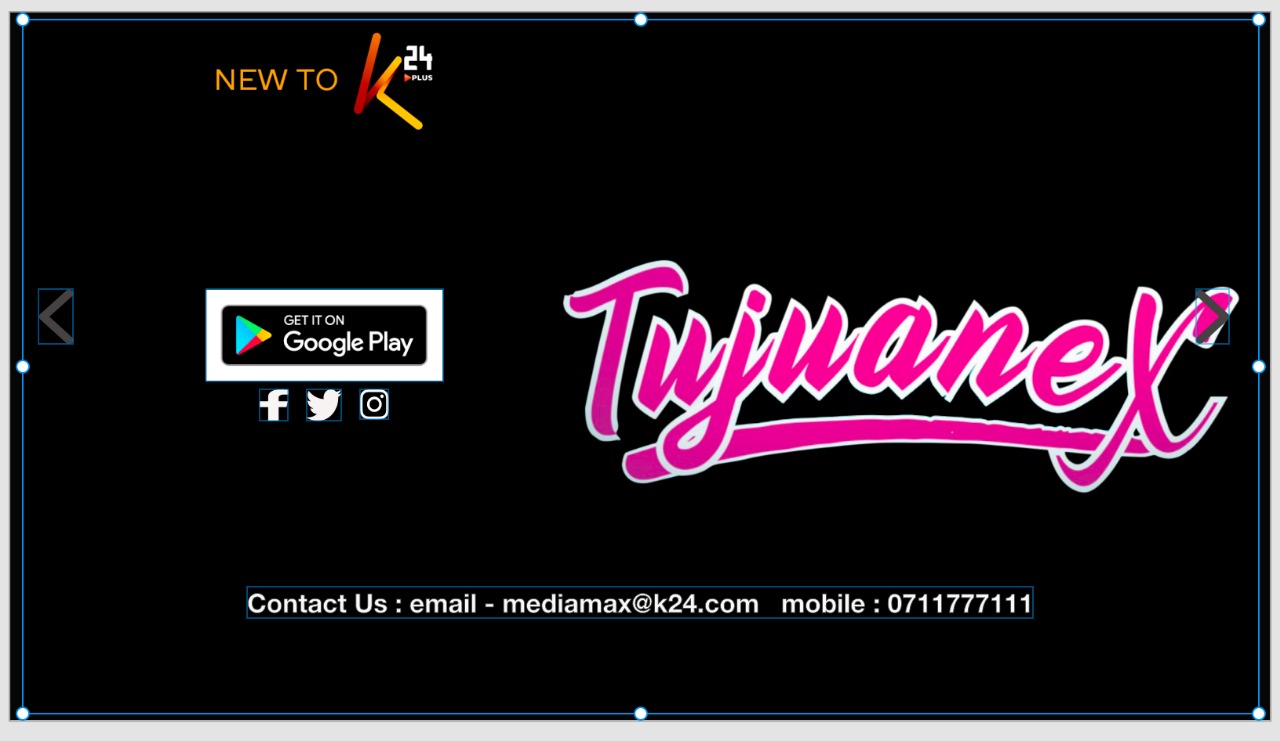 NEW TO K24 PLUS
GET IT ON
Google Play
TujuaneX
Contact Us : email - mediamax@k24.com mobile : 0711777111